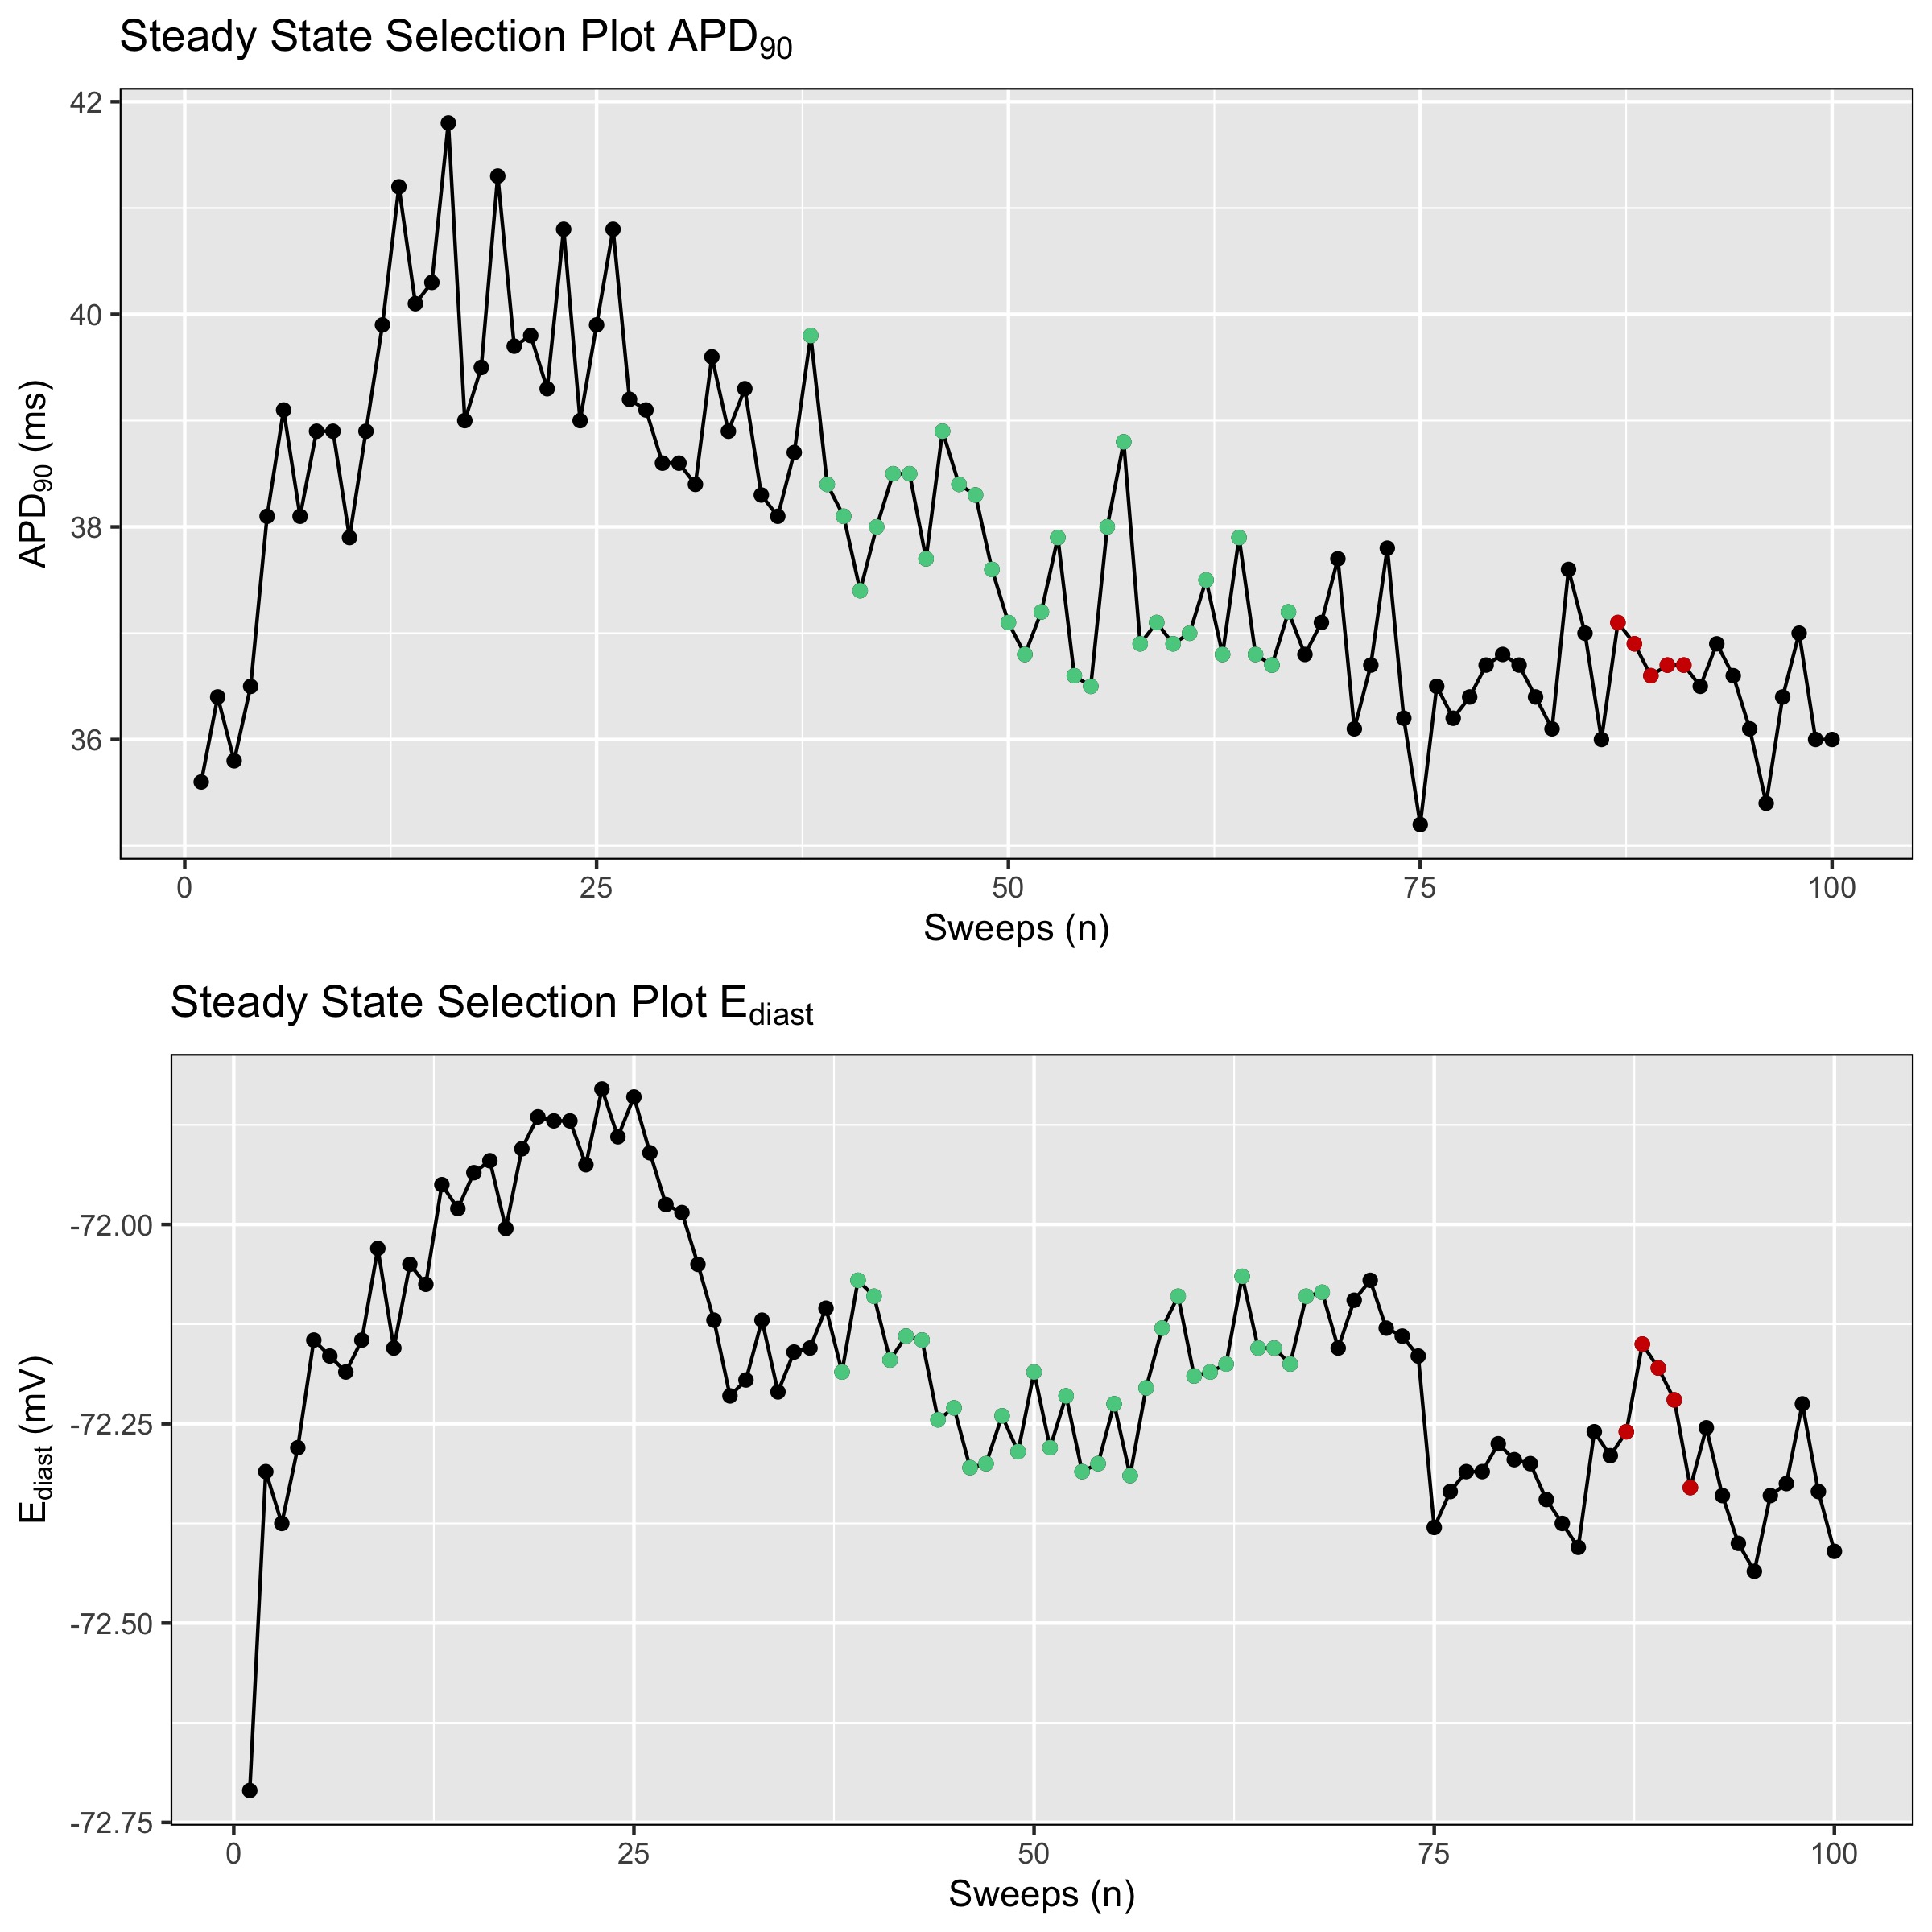 Steady State Selection Plot APD90
42
40
38
36
APD90 (ms)
0 25 50 75 100
Sweeps (n)
Steady State Selection Plot Ediast
-72.00
-72.25
-72.50
-72.75
Ediast (mV)
0 25 50 75 100
Sweeps (n)